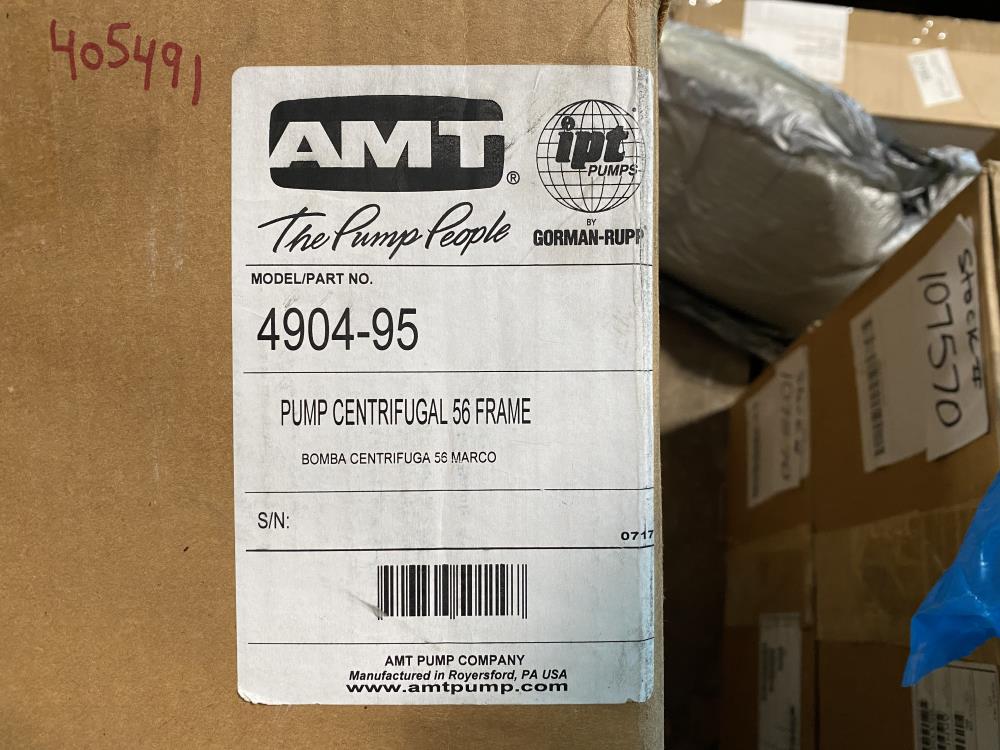 405491
AMT®
The Pump People
ipt
PUMPS
BY
GORMAN-RUPP
MODEL/PART NO.
4904-95
PUMP CENTRIFUGAL 56 FRAME
BOMBA CENTRIFUGA 56 MARCO
S/N:
0717
AMT PUMP COMPANY
Manufactured in Royersford, PA USA
www.amtpump.com
Stock#
107570